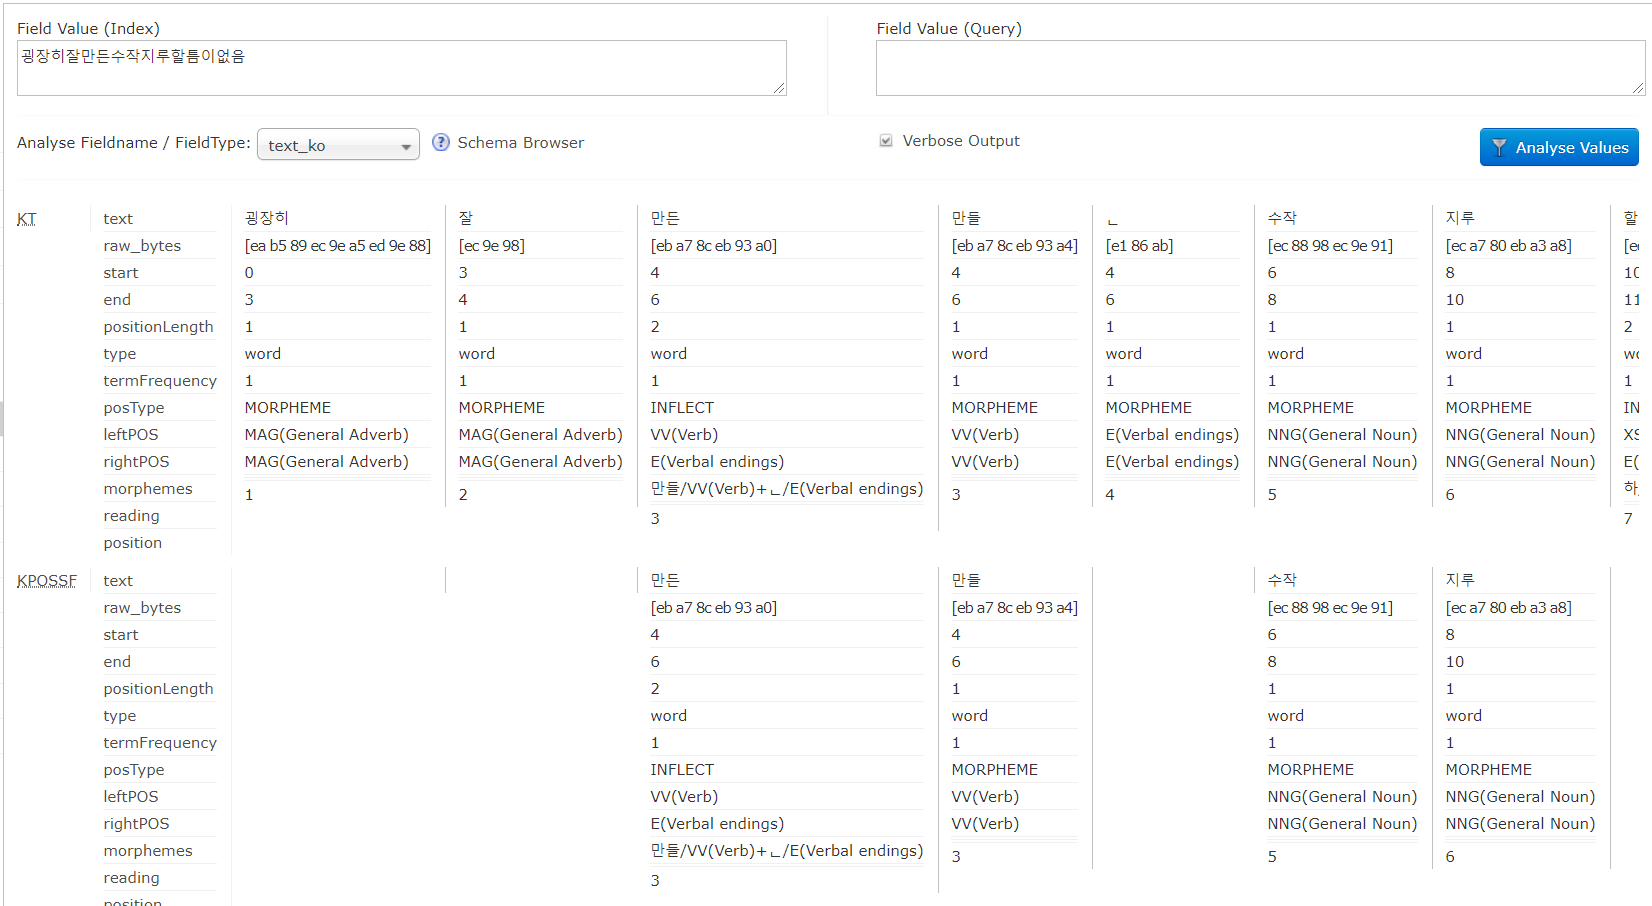 Field Value (Index)
굉장히잘만든수작지루할틈이없음
Field Value (Query)
Analyse Fieldname / FieldType: text_ko Schema Browser
Verbose Output
Analyse Values
KT text 굉장히 잘 만든 만들 ᆫ 수작 지루 할
raw_bytes [ea b5 89 ec 9e a5 ed 9e 88] [ec 9e 98] [eb a7 8c eb 93 a0] [eb a7 8c eb 93 a4] [e1 86 ab] [ec 88 98 ec 9e 91] [ec a7 80 eb a3 a8]
start 0 3 4 4 4 6 8 10
end 3 4 6 6 6 8 10 11
positionLength 1 1 2 1 1 1 1 2
type word word word word word word word
termFrequency 1 1 1 1 1 1 1 1
posType MORPHEME MORPHEME INFLECT MORPHEME MORPHEME MORPHEME MORPHEME IN
leftPOS MAG(General Adverb) MAG(General Adverb) VV(Verb) VV(Verb) E(Verbal endings) NNG(General Noun) NNG(General Noun) XS
rightPOS MAG(General Adverb) MAG(General Adverb) E(Verbal endings) VV(Verb) E(Verbal endings) NNG(General Noun) NNG(General Noun) E(
morphemes 만들/VV(Verb)+ᆫ/E(Verbal endings) 하
reading 1 2 3 3 4 5 6 7
position
KPOSSF text 만든 만들 수작 지루
raw_bytes [eb a7 8c eb 93 a0] [eb a7 8c eb 93 a4] [ec 88 98 ec 9e 91] [ec a7 80 eb a3 a8]
start 4 4 6 8
end 6 6 8 10
positionLength 2 1 1 1
type word word word word
termFrequency 1 1 1 1
posType INFLECT MORPHEME MORPHEME MORPHEME
leftPOS VV(Verb) VV(Verb) NNG(General Noun) NNG(General Noun)
rightPOS E(Verbal endings) VV(Verb) NNG(General Noun) NNG(General Noun)
morphemes 만들/VV(Verb)+ᆫ/E(Verbal endings) 3 5 6
reading 3
position